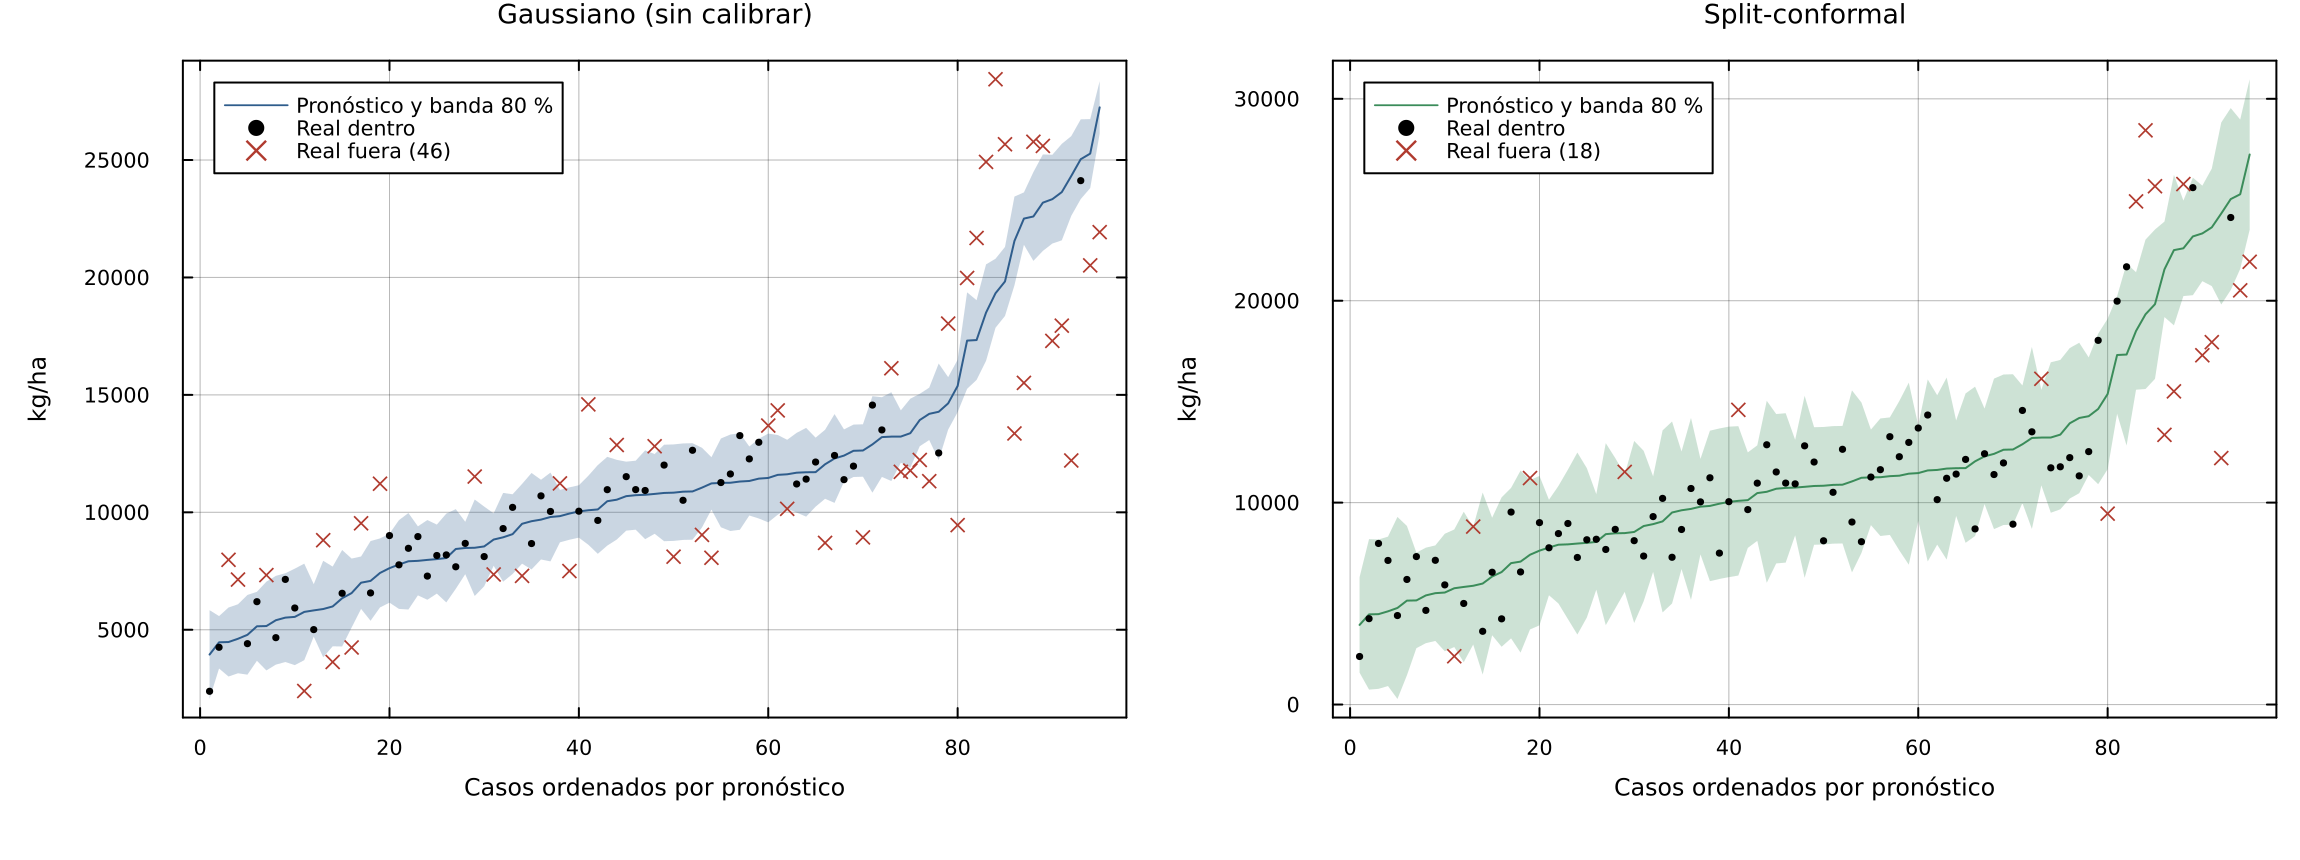 Gaussiano (sin calibrar)
Pronóstico y banda 80 %
Real dentro
Real fuera (46)
25000
20000
15000
10000
5000
kg/ha
0 20 40 60 80
Casos ordenados por pronóstico
Split-conformal
Pronóstico y banda 80 %
Real dentro
Real fuera (18)
30000
20000
10000
0
kg/ha
0 20 40 60 80
Casos ordenados por pronóstico